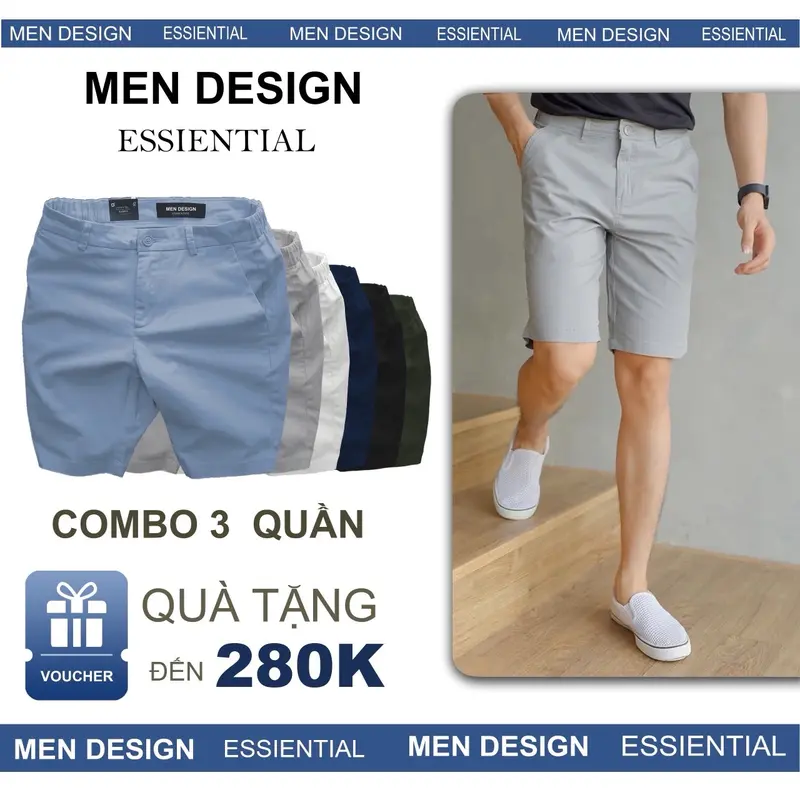 MEN DESIGN ESSIENTIAL MEN DESIGN ESSIENTIAL MEN DESIGN ESSIENTIAL
MEN DESIGN
ESSIENTIAL
MEN DESIGN
COMBO 3 QUẦN
VOUCHER
QUÀ TẶNG
ĐẾN 280K
MEN DESIGN ESSIENTIAL MEN DESIGN ESSIENTIAL